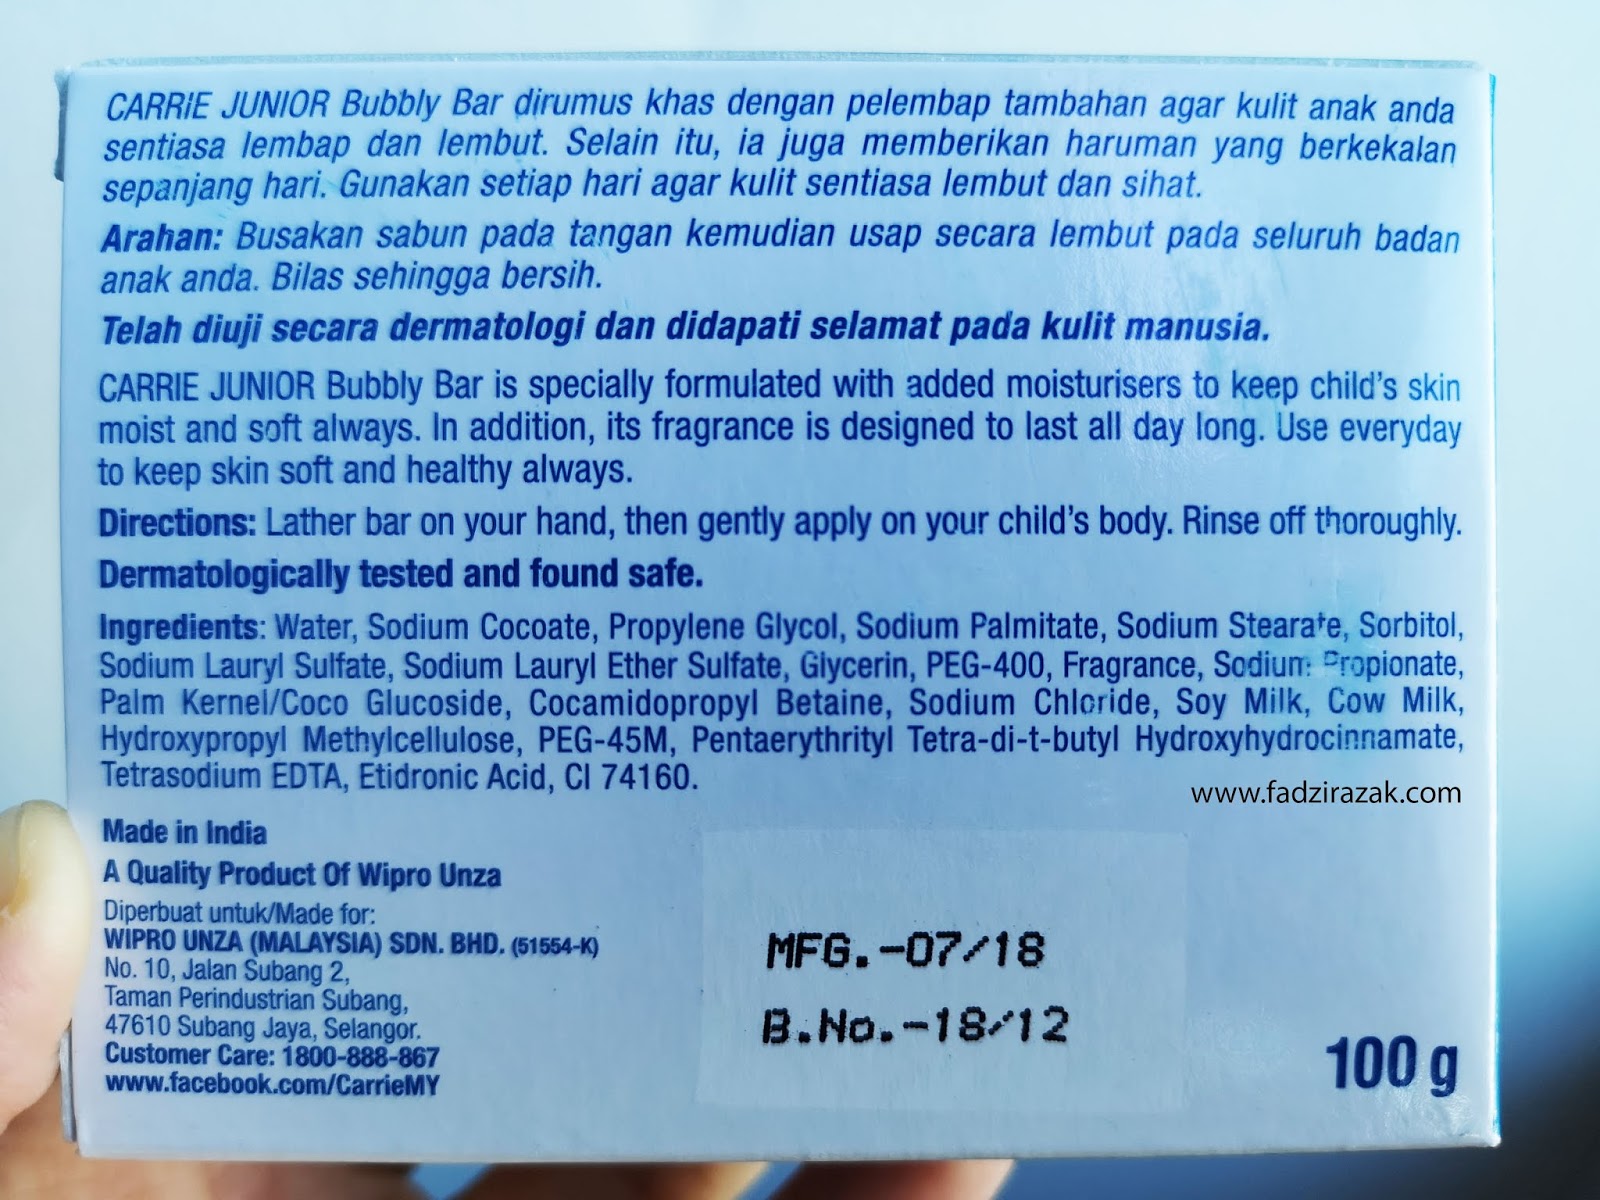 CARRIE JUNIOR Bubbly Bar dirumus khas dengan pelembap tambahan agar kulit anak anda
sentiasa lembap dan lembut. Selain itu, ia juga memberikan haruman yang berkekalan
sepanjang hari. Gunakan setiap hari agar kulit sentiasa lembut dan sihat.
Arahan: Busakan sabun pada tangan kemudian usap secara lembut pada seluruh badan
anak anda. Bilas sehingga bersih.
Telah diuji secara dermatologi dan didapati selamat pada kulit manusia.
CARRIE JUNIOR Bubbly Bar is specially formulated with added moisturisers to keep child's skin
moist and soft always. In addition, its fragrance is designed to last all day long. Use everyday
to keep skin soft and healthy always.
Directions: Lather bar on your hand, then gently apply on your child's body. Rinse off thoroughly.
Dermatologically tested and found safe.
Ingredients: Water, Sodium Cocoate, Propylene Glycol, Sodium Palmitate, Sodium Stearate, Sorbitol,
Sodium Lauryl Sulfate, Sodium Lauryl Ether Sulfate, Glycerin, PEG-400, Fragrance, Sodium Propionate,
Palm Kernel/Coco Glucoside, Cocamidopropyl Betaine, Sodium Chloride, Soy Milk, Cow Milk,
Hydroxypropyl Methylcellulose, PEG-45M, Pentaerythrityl Tetra-di-t-butyl Hydroxyhydrocinnamate,
Tetrasodium EDTA, Etidronic Acid, CI 74160.
www.fadzirazak.com
Made in India
A Quality Product Of Wipro Unza
Diperbuat untuk/Made for:
WIPRO UNZA (MALAYSIA) SDN. BHD. (51554-K)
No. 10, Jalan Subang 2,
Taman Perindustrian Subang,
47610 Subang Jaya, Selangor.
Customer Care: 1800-888-867
www.facebook.com/CarrieMY
MFG.-07/18
B.No.-18/12
100 g